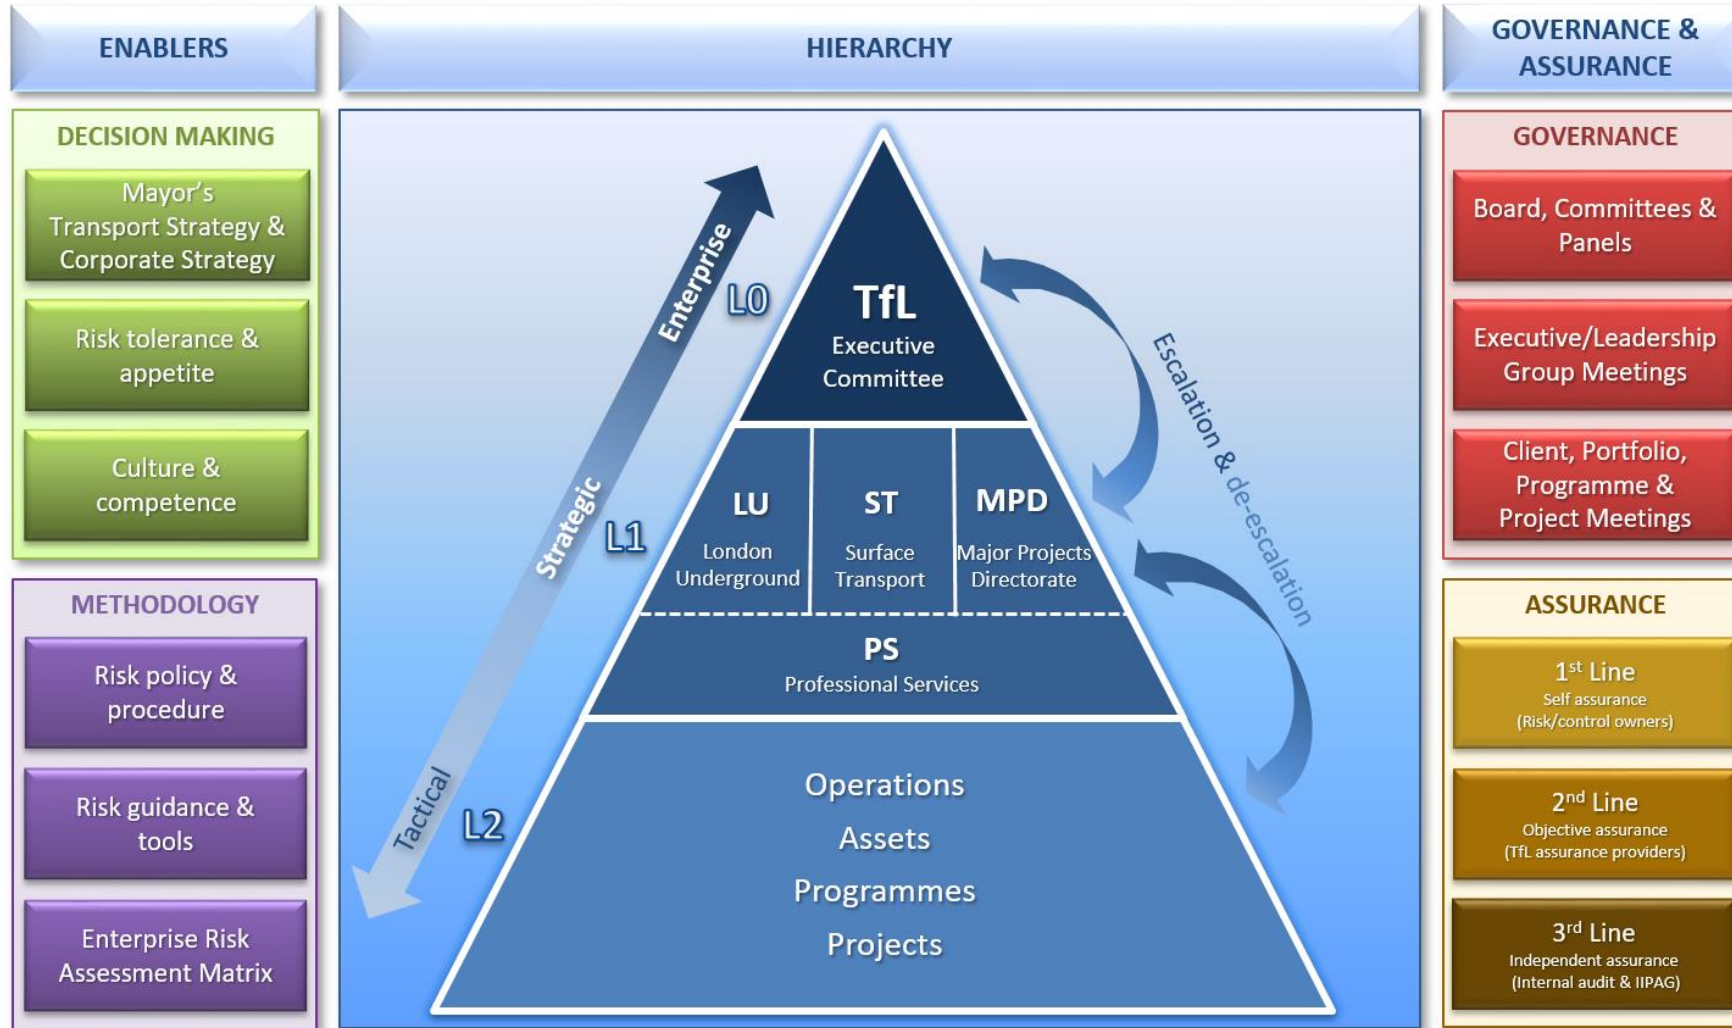 ENABLERS
DECISION MAKING
Mayor's
Transport Strategy &
Corporate Strategy
Risk tolerance &
appetite
Culture &
competence
METHODOLOGY
Risk policy &
procedure
Risk guidance &
tools
Enterprise Risk
Assessment Matrix
HIERARCHY
Enterprise
Strategic
Tactical
L0
L1
L2
TfL
Executive
Committee
LU
London
Underground
ST
Surface
Transport
MPD
Major Projects
Directorate
PS
Professional Services
Operations
Assets
Programmes
Projects
Escalation & de-escalation
GOVERNANCE &
ASSURANCE
GOVERNANCE
Board, Committees &
Panels
Executive/Leadership
Group Meetings
Client, Portfolio,
Programme &
Project Meetings
ASSURANCE
1st Line
Self assurance
(Risk/control owners)
2nd Line
Objective assurance
(TfL assurance providers)
3rd Line
Independent assurance
(Internal audit & IIPAG)